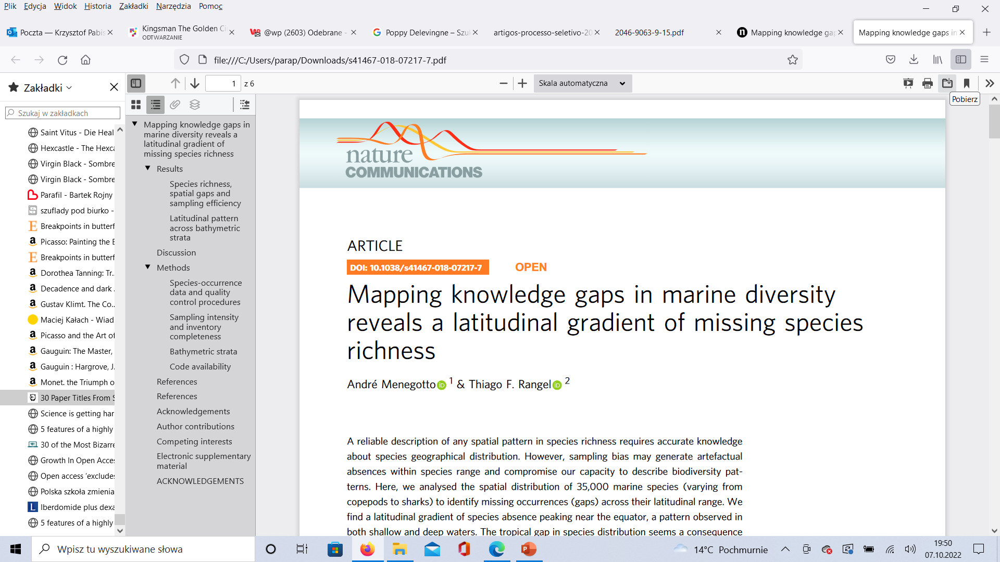 Plik Edycja Widok Historia Zakładki Narzędzia Pomoc
Poczta — Krzysztof Pabis
Kingsman The Golden Ci
ODTWARZANIE
@wp (2603) Odebrane -
Poppy Delevingne – Szuk
artigos-processo-seletivo-20
2046-9063-9-15.pdf
Mapping knowledge gap
Mapping knowledge gaps in
file:///C:/Users/parap/Downloads/s41467-018-07217-7.pdf
Zakładki
1 z 6
Skala automatyczna
Pobierz
Szukaj w zakładkach
Saint Vitus - Die Heal
Hexcastle - The Hexca
Virgin Black - Sombre
Virgin Black - Sombre
Parafil - Bartek Rojny
szuflady pod biurko -
Breakpoints in butterf
Picasso: Painting the B
Breakpoints in butterf
Dorothea Tanning: Tr...
Decadence and dark ...
Gustav Klimt. The Co...
Maciej Kałach - Wiad
Picasso and the Art of
Gauguin: The Master,
Gauguin : Hargrove, J.
Monet. the Triumph o
30 Paper Titles From S
Science is getting har
5 features of a highly
30 of the Most Bizarre
Growth In Open Acces
Open access ‘excludes
Polska szkoła zmienia
Iberdomide plus dexa
5 features of a highly
Mapping knowledge gaps in
marine diversity reveals a
latitudinal gradient of
missing species richness
Results
Species richness,
spatial gaps and
sampling efficiency
Latitudinal pattern
across bathymetric
strata
Discussion
Methods
Species-occurrence
data and quality
control procedures
Sampling intensity
and inventory
completeness
Bathymetric strata
Code availability
References
References
Acknowledgements
Author contributions
Competing interests
Electronic supplementary
material
ACKNOWLEDGEMENTS
nature
COMMUNICATIONS
ARTICLE
DOI: 10.1038/s41467-018-07217-7 OPEN
Mapping knowledge gaps in marine diversity
reveals a latitudinal gradient of missing species
richness
André Menegotto iD 1 & Thiago F. Rangel iD 2
A reliable description of any spatial pattern in species richness requires accurate knowledge
about species geographical distribution. However, sampling bias may generate artefactual
absences within species range and compromise our capacity to describe biodiversity pat-
terns. Here, we analysed the spatial distribution of 35,000 marine species (varying from
copepods to sharks) to identify missing occurrences (gaps) across their latitudinal range. We
find a latitudinal gradient of species absence peaking near the equator, a pattern observed in
both shallow and deep waters. The tropical gap in species distribution seems a consequence
Wpisz tu wyszukiwane słowa
14°C Pochmurnie
19:50
07.10.2022